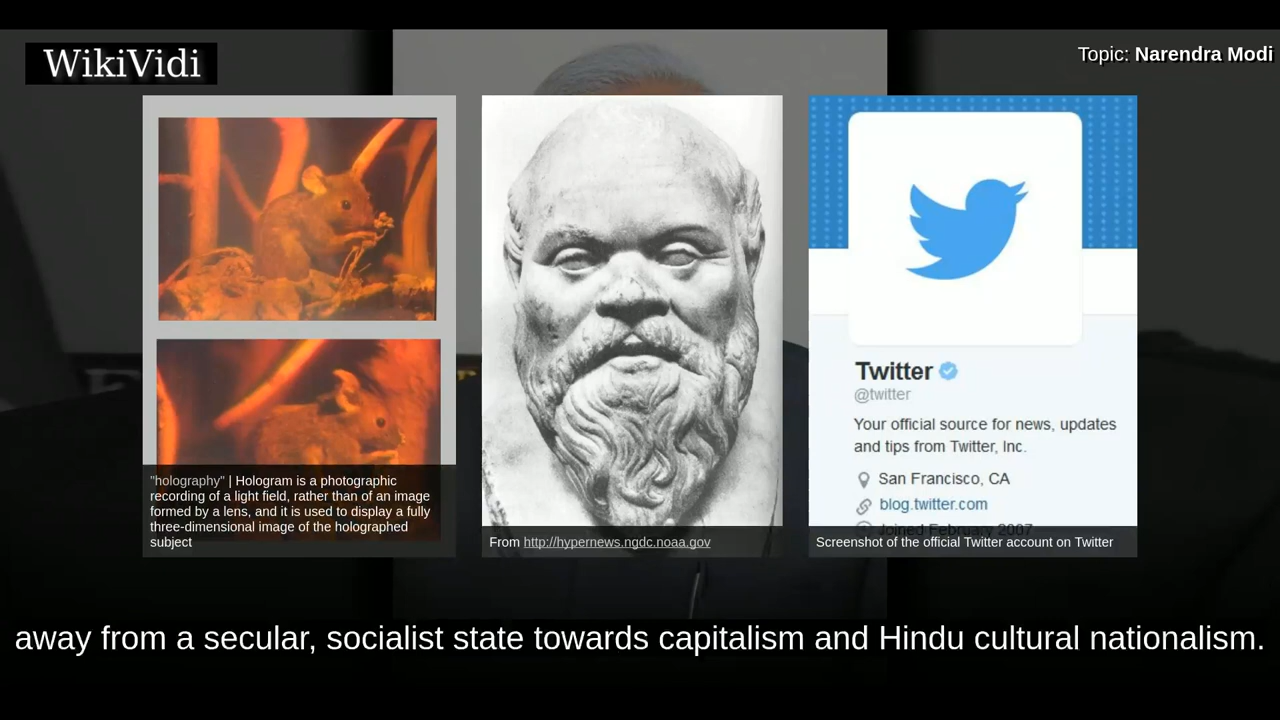 WikiVidi
Topic: Narendra Modi
"holography" | Hologram is a photographic
recording of a light field, rather than of an image
formed by a lens, and it is used to display a fully
three-dimensional image of the holographed
subject
From http://hypernews.ngdc.noaa.gov
Twitter
@twitter
Your official source for news, updates
and tips from Twitter, Inc.
San Francisco, CA
blog.twitter.com
Joined February 2007
Screenshot of the official Twitter account on Twitter
away from a secular, socialist state towards capitalism and Hindu cultural nationalism.